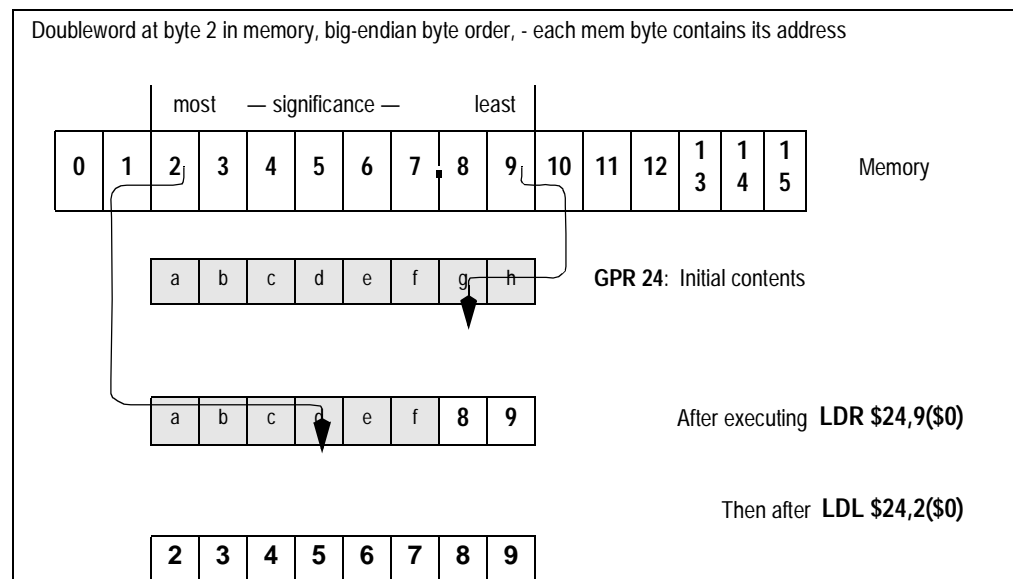 Doubleword at byte 2 in memory, big-endian byte order, - each mem byte contains its address
most — significance — least
0 1 2 3 4 5 6 7 8 9 10 11 12 13 14 15 Memory
a b c d e f g h GPR 24: Initial contents
a b c d e f 8 9 After executing LDR $24,9($0)
Then after LDL $24,2($0)
2 3 4 5 6 7 8 9